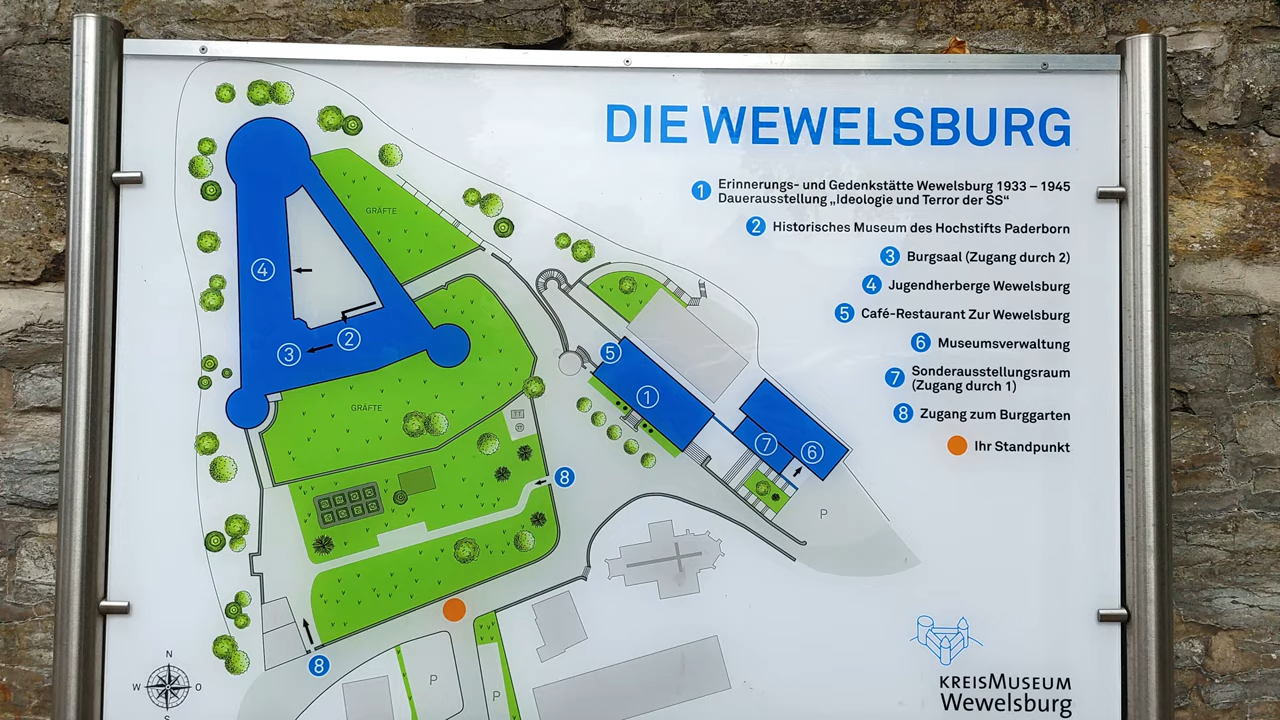 DIE WEWELSBURG
1 Erinnerungs- und Gedenkstätte Wewelsburg 1933 – 1945
Dauerausstellung „Ideologie und Terror der SS“
2 Historisches Museum des Hochstifts Paderborn
3 Burgsaal (Zugang durch 2)
4 Jugendherberge Wewelsburg
5 Café-Restaurant Zur Wewelsburg
6 Museumsverwaltung
7 Sonderausstellungsraum
(Zugang durch 1)
8 Zugang zum Burggarten
Ihr Standpunkt
GRÄFTE
4
2
3
5
1
GRÄFTE
7
6
8
P
8
P
P
N
W O
S
KREISMUSEUM
Wewelsburg